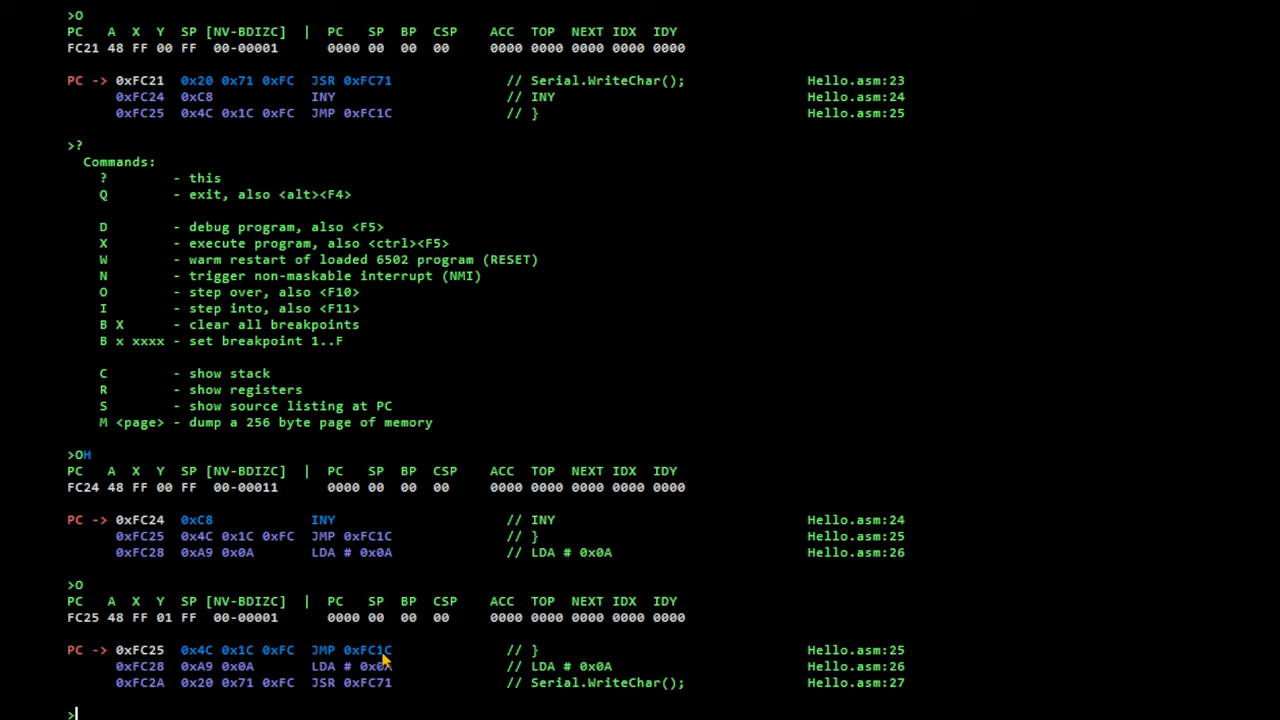 >O
PC   A  X  Y  SP [NV-BDIZC]  |  PC   SP  BP  CSP    ACC  TOP  NEXT IDX  IDY
FC21 48 FF 00 FF  00-00001      0000 00  00  00     0000 0000 0000 0000 0000
PC -> 0xFC21  0x20 0x71 0xFC  JSR 0xFC71              // Serial.WriteChar();               Hello.asm:23
      0xFC24  0xC8            INY                     // INY                               Hello.asm:24
      0xFC25  0x4C 0x1C 0xFC  JMP 0xFC1C              // }                                 Hello.asm:25
>?
  Commands:
    ?        - this
    Q        - exit, also <alt><F4>
    D        - debug program, also <F5>
    X        - execute program, also <ctrl><F5>
    W        - warm restart of loaded 6502 program (RESET)
    N        - trigger non-maskable interrupt (NMI)
    O        - step over, also <F10>
    I        - step into, also <F11>
    B X      - clear all breakpoints
    B x xxxx - set breakpoint 1..F
    C        - show stack
    R        - show registers
    S        - show source listing at PC
    M <page> - dump a 256 byte page of memory
>OH
PC   A  X  Y  SP [NV-BDIZC]  |  PC   SP  BP  CSP    ACC  TOP  NEXT IDX  IDY
FC24 48 FF 00 FF  00-00011      0000 00  00  00     0000 0000 0000 0000 0000
PC -> 0xFC24  0xC8            INY                     // INY                               Hello.asm:24
      0xFC25  0x4C 0x1C 0xFC  JMP 0xFC1C              // }                                 Hello.asm:25
      0xFC28  0xA9 0x0A       LDA # 0x0A              // LDA # 0x0A                        Hello.asm:26
>O
PC   A  X  Y  SP [NV-BDIZC]  |  PC   SP  BP  CSP    ACC  TOP  NEXT IDX  IDY
FC25 48 FF 01 FF  00-00001      0000 00  00  00     0000 0000 0000 0000 0000
PC -> 0xFC25  0x4C 0x1C 0xFC  JMP 0xFC1C              // }                                 Hello.asm:25
      0xFC28  0xA9 0x0A       LDA # 0x0A              // LDA # 0x0A                        Hello.asm:26
      0xFC2A  0x20 0x71 0xFC  JSR 0xFC71              // Serial.WriteChar();               Hello.asm:27
>